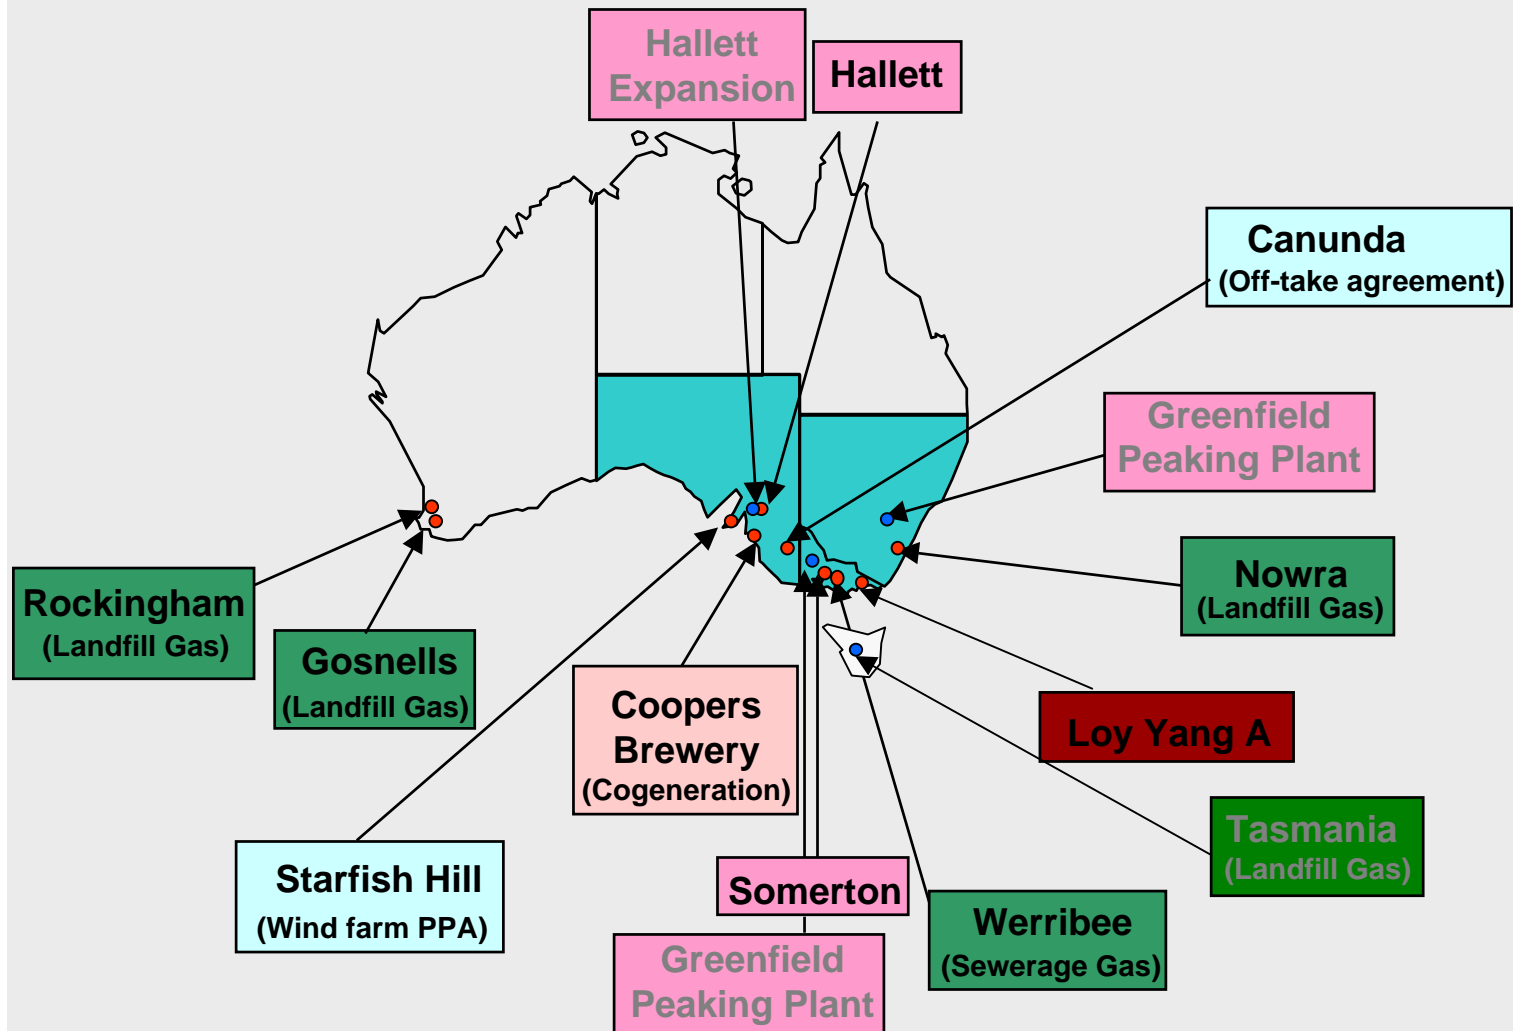 Hallett
Expansion
Hallett
Canunda
(Off-take agreement)
Greenfield
Peaking Plant
Nowra
(Landfill Gas)
Rockingham
(Landfill Gas)
Gosnells
(Landfill Gas)
Coopers
Brewery
(Cogeneration)
Loy Yang A
Tasmania
(Landfill Gas)
Starfish Hill
(Wind farm PPA)
Somerton
Werribee
(Sewerage Gas)
Greenfield
Peaking Plant